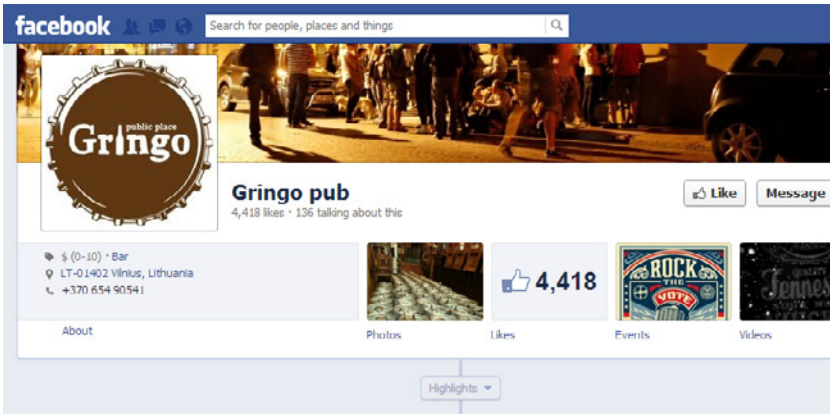 facebook
Search for people, places and things
public place
Gringo
Gringo pub
4,418 likes · 136 talking about this
Like
Message
$ (0-10) · Bar
LT-01402 Vilnius, Lithuania
+370 654 90541
About
4,418
ROCK
THE
VOTE
QUALITY
Photos
Likes
Events
Videos
Highlights